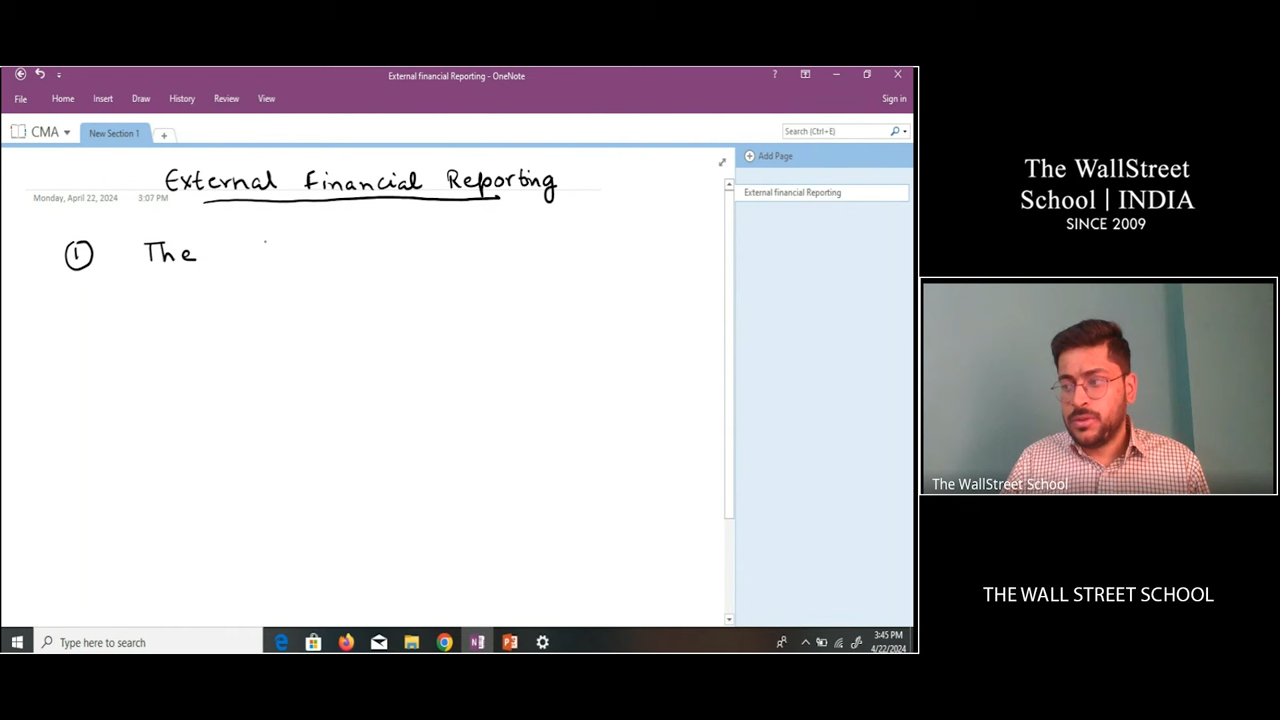 External financial Reporting - OneNote
?
File
Home
Insert
Draw
History
Review
View
Sign in
CMA
New Section 1
Search (Ctrl+E)
Add Page
External financial Reporting
External Financial Reporting
Monday, April 22, 2024 3:07 PM
① The
The WallStreet
School | INDIA
SINCE 2009
The WallStreet School
THE WALL STREET SCHOOL
Type here to search
3:45 PM
4/22/2024